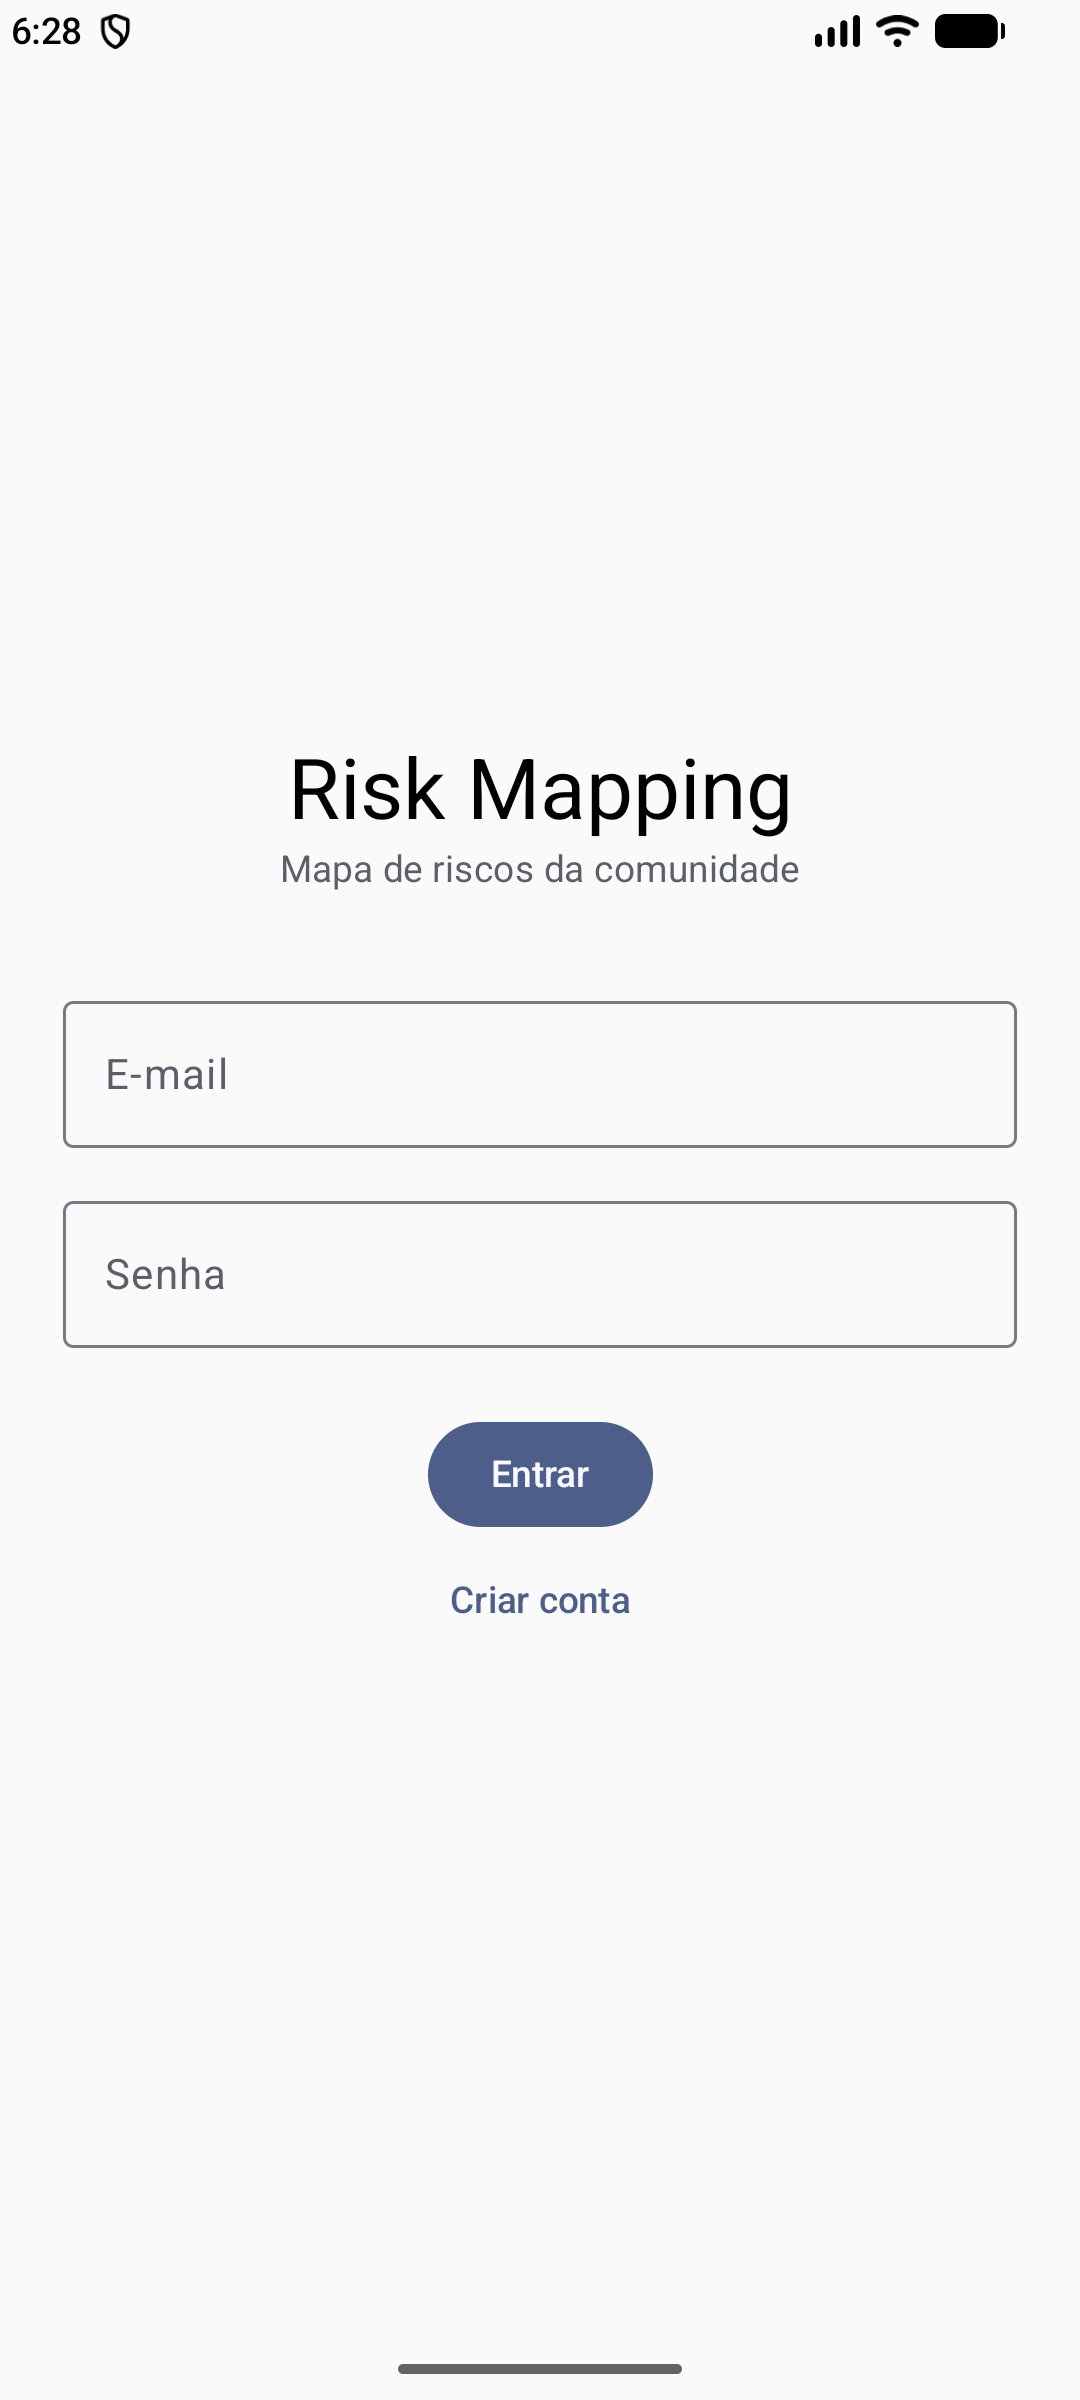 6:28
Risk Mapping
Mapa de riscos da comunidade
E-mail
Senha
Entrar
Criar conta